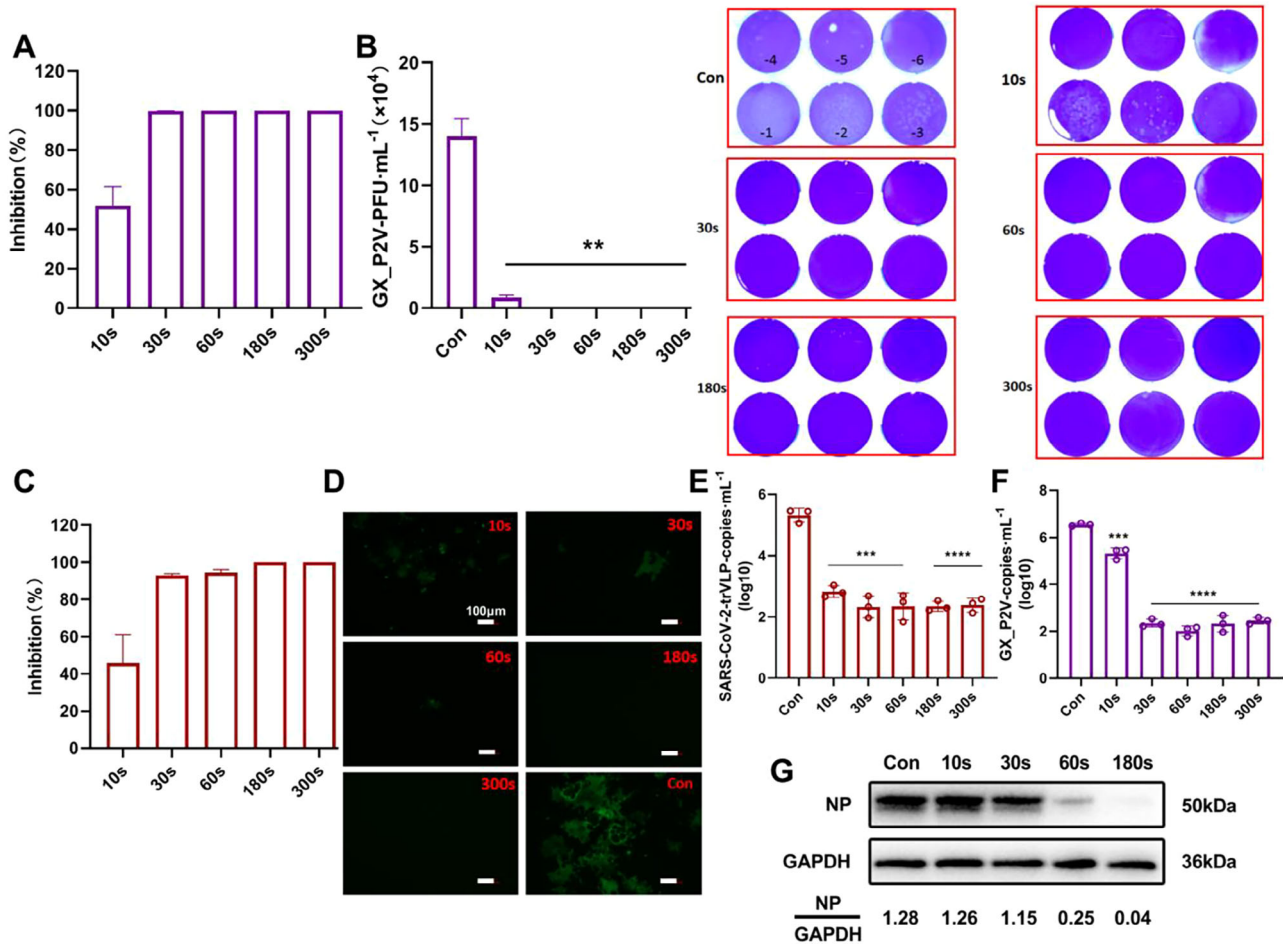 A
Inhibition (%)
120
100
80
60
40
20
0
10s
30s
60s
180s
300s
B
GX_P2V-PFU·mL⁻¹ (×10⁴)
20
15
10
5
0
**
Con
10s
30s
60s
180s
300s
Con
-4
-5
-6
-1
-2
-3
10s
30s
60s
180s
300s
C
Inhibition (%)
120
100
80
60
40
20
0
10s
30s
60s
180s
300s
D
10s
100μm
30s
60s
180s
300s
Con
E
SARS-CoV-2-trVLP-copies·mL⁻¹
(log10)
6
4
2
0
***
****
Con
10s
30s
60s
180s
300s
F
GX_P2V-copies·mL⁻¹
(log10)
10
8
6
4
2
0
***
****
Con
10s
30s
60s
180s
300s
G
Con 10s 30s 60s 180s
NP 50kDa
GAPDH 36kDa
NP
GAPDH
1.28 1.26 1.15 0.25 0.04